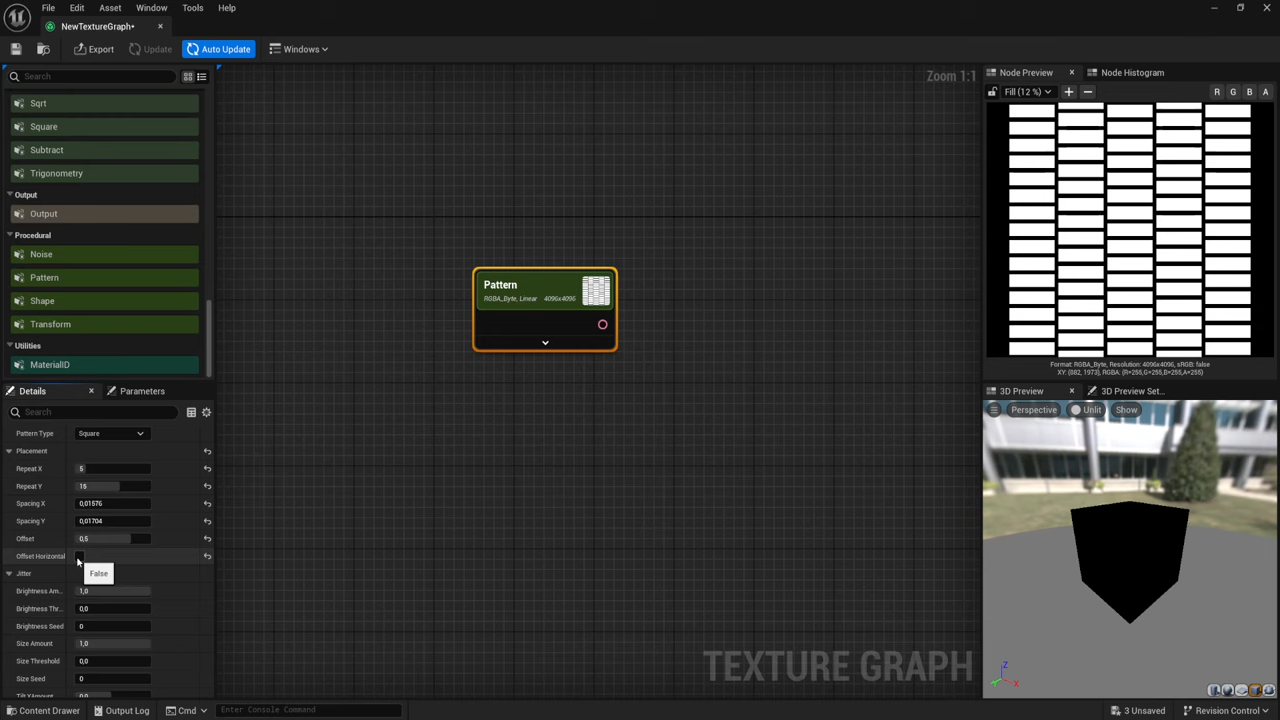 File Edit Asset Window Tools Help
NewTextureGraph*
Export Update Auto Update Windows
Search
Zoom 1:1
Node Preview Node Histogram
Fill (12 %) R G B A
Sqrt
Square
Subtract
Trigonometry
Output
Output
Procedural
Noise
Pattern
Shape
Transform
Utilities
MaterialID
Pattern
RGBA_Byte, Linear 4096x4096
Format: RGBA_Byte, Resolution: 4096x4096, sRGB: false
XY: (882, 1973), RGBA: (R=255,G=255,B=255,A=255)
Details Parameters
Search
Pattern Type Square
Placement
Repeat X 5
Repeat Y 15
Spacing X 0,01576
Spacing Y 0,01704
Offset 0,5
Offset Horizontal
False
Jitter
Brightness Am... 1,0
Brightness Thr... 0,0
Brightness Seed 0
Size Amount 1,0
Size Threshold 0,0
Size Seed 0
3D Preview 3D Preview Set...
Perspective Unlit Show
Z
X
TEXTURE GRAPH
Content Drawer Output Log Cmd Enter Console Command 3 Unsaved Revision Control